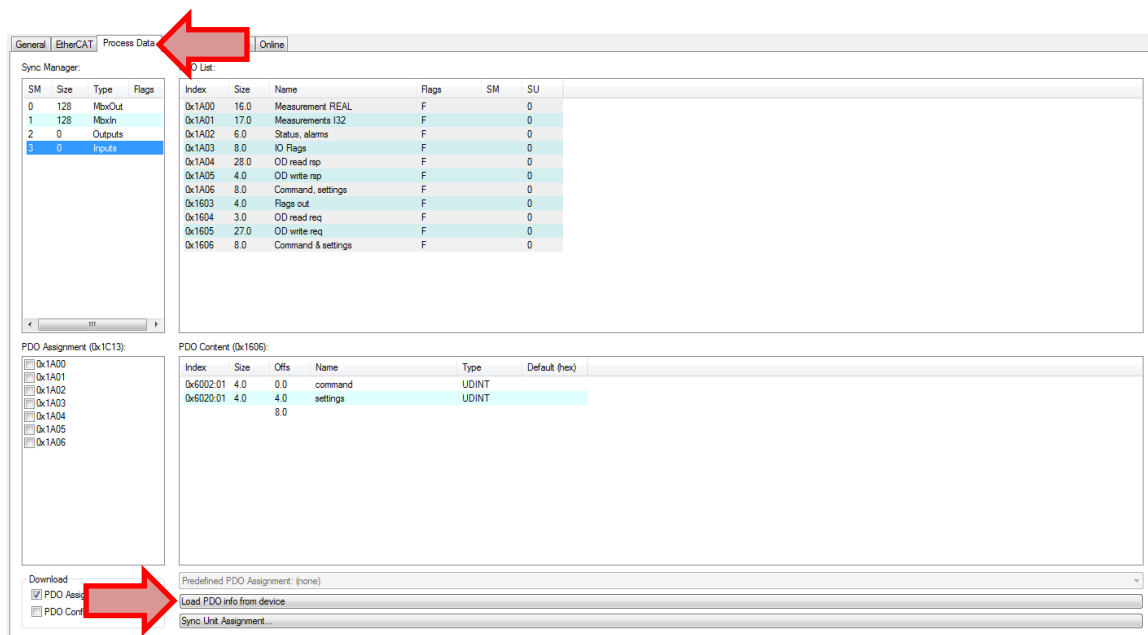 General EtherCAT Process Data Online
Sync Manager:
SM Size Type Flags
0 128 MbxOut
1 128 MbxIn
2 0 Outputs
3 0 Inputs
List:
Index Size Name Flags SM SU
0x1A00 16.0 Measurement REAL F 0
0x1A01 17.0 Measurements I32 F 0
0x1A02 6.0 Status, alarms F 0
0x1A03 8.0 IO Flags F 0
0x1A04 28.0 OD read rsp F 0
0x1A05 4.0 OD write rsp F 0
0x1A06 8.0 Command, settings F 0
0x1603 4.0 Flags out F 0
0x1604 3.0 OD read req F 0
0x1605 27.0 OD write req F 0
0x1606 8.0 Command & settings F 0
PDO Assignment (0x1C13):
0x1A00
0x1A01
0x1A02
0x1A03
0x1A04
0x1A05
0x1A06
PDO Content (0x1606):
Index Size Offs Name Type Default (hex)
0x6002:01 4.0 0.0 command UDINT
0x6020:01 4.0 4.0 settings UDINT
8.0
Download
PDO
PDO
Predefined PDO Assignment: (none)
Load PDO info from device
Sync Unit Assignment...